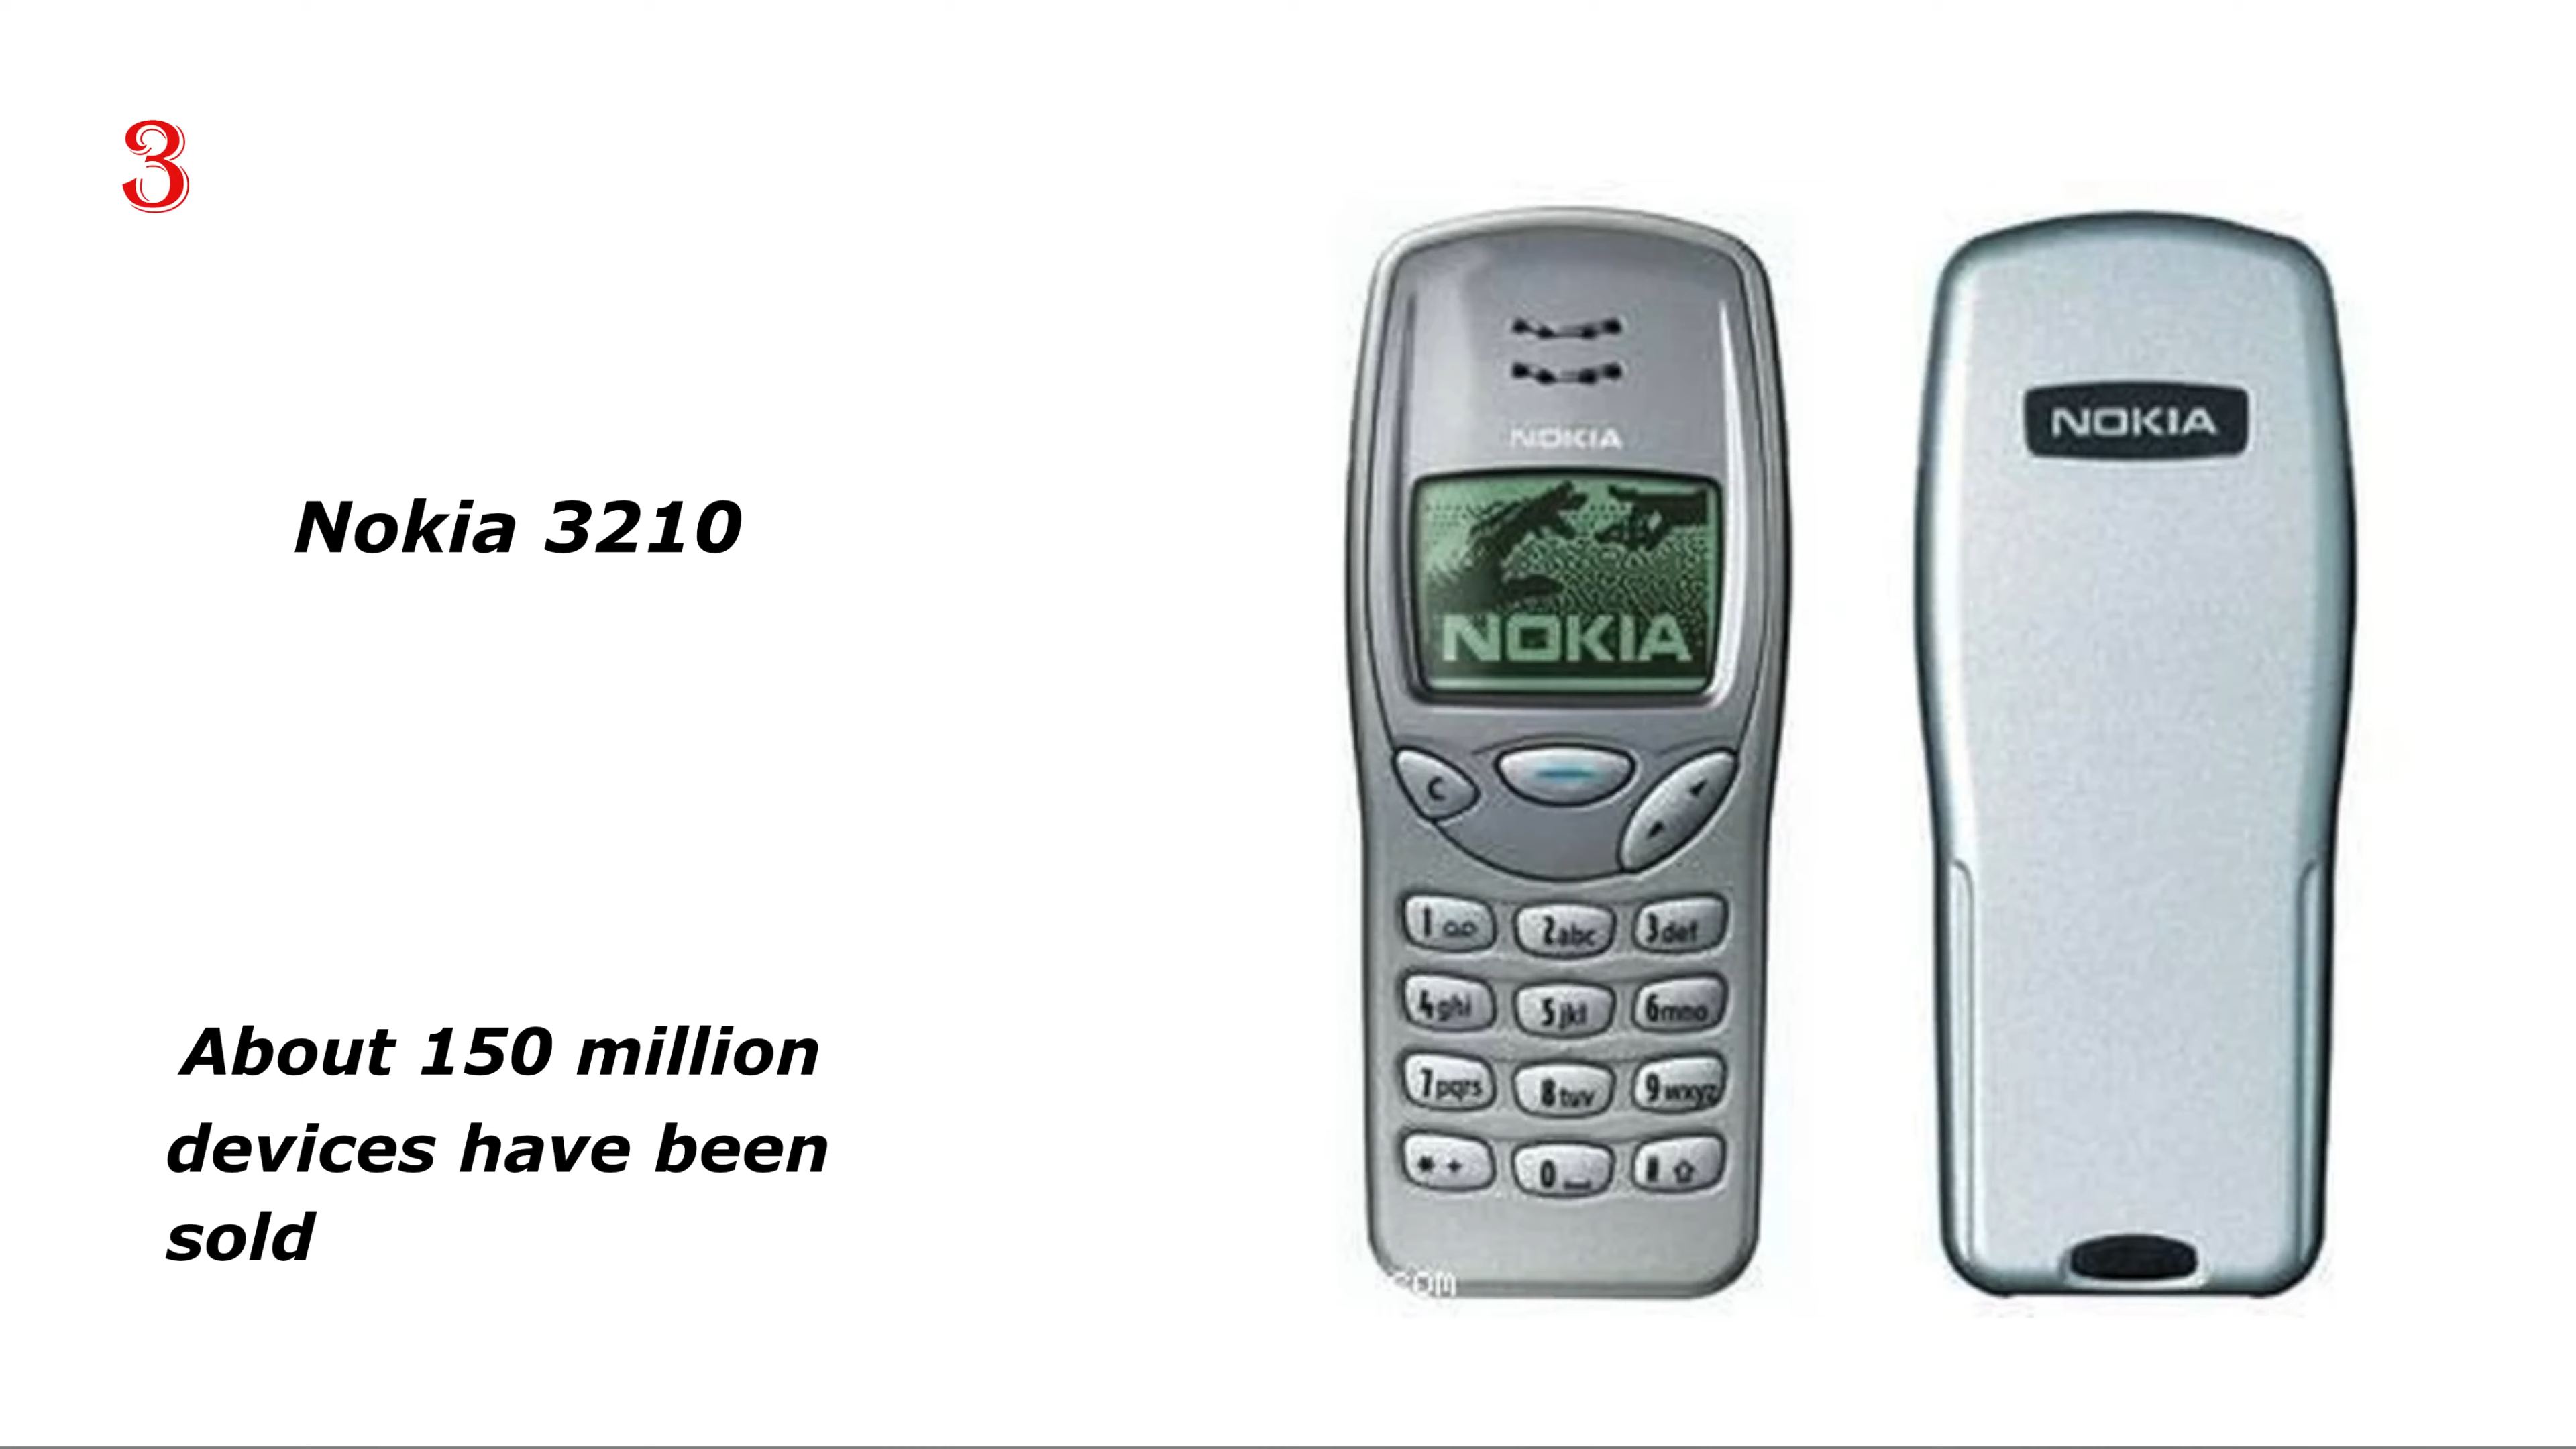 3
Nokia 3210
About 150 million
devices have been
sold
NOKIA
NOKIA
NOKIA
C
1
2abc
3def
4ghi
5jkl
6mno
7pqrs
8tuv
9wxyz
* +
0
#
COM